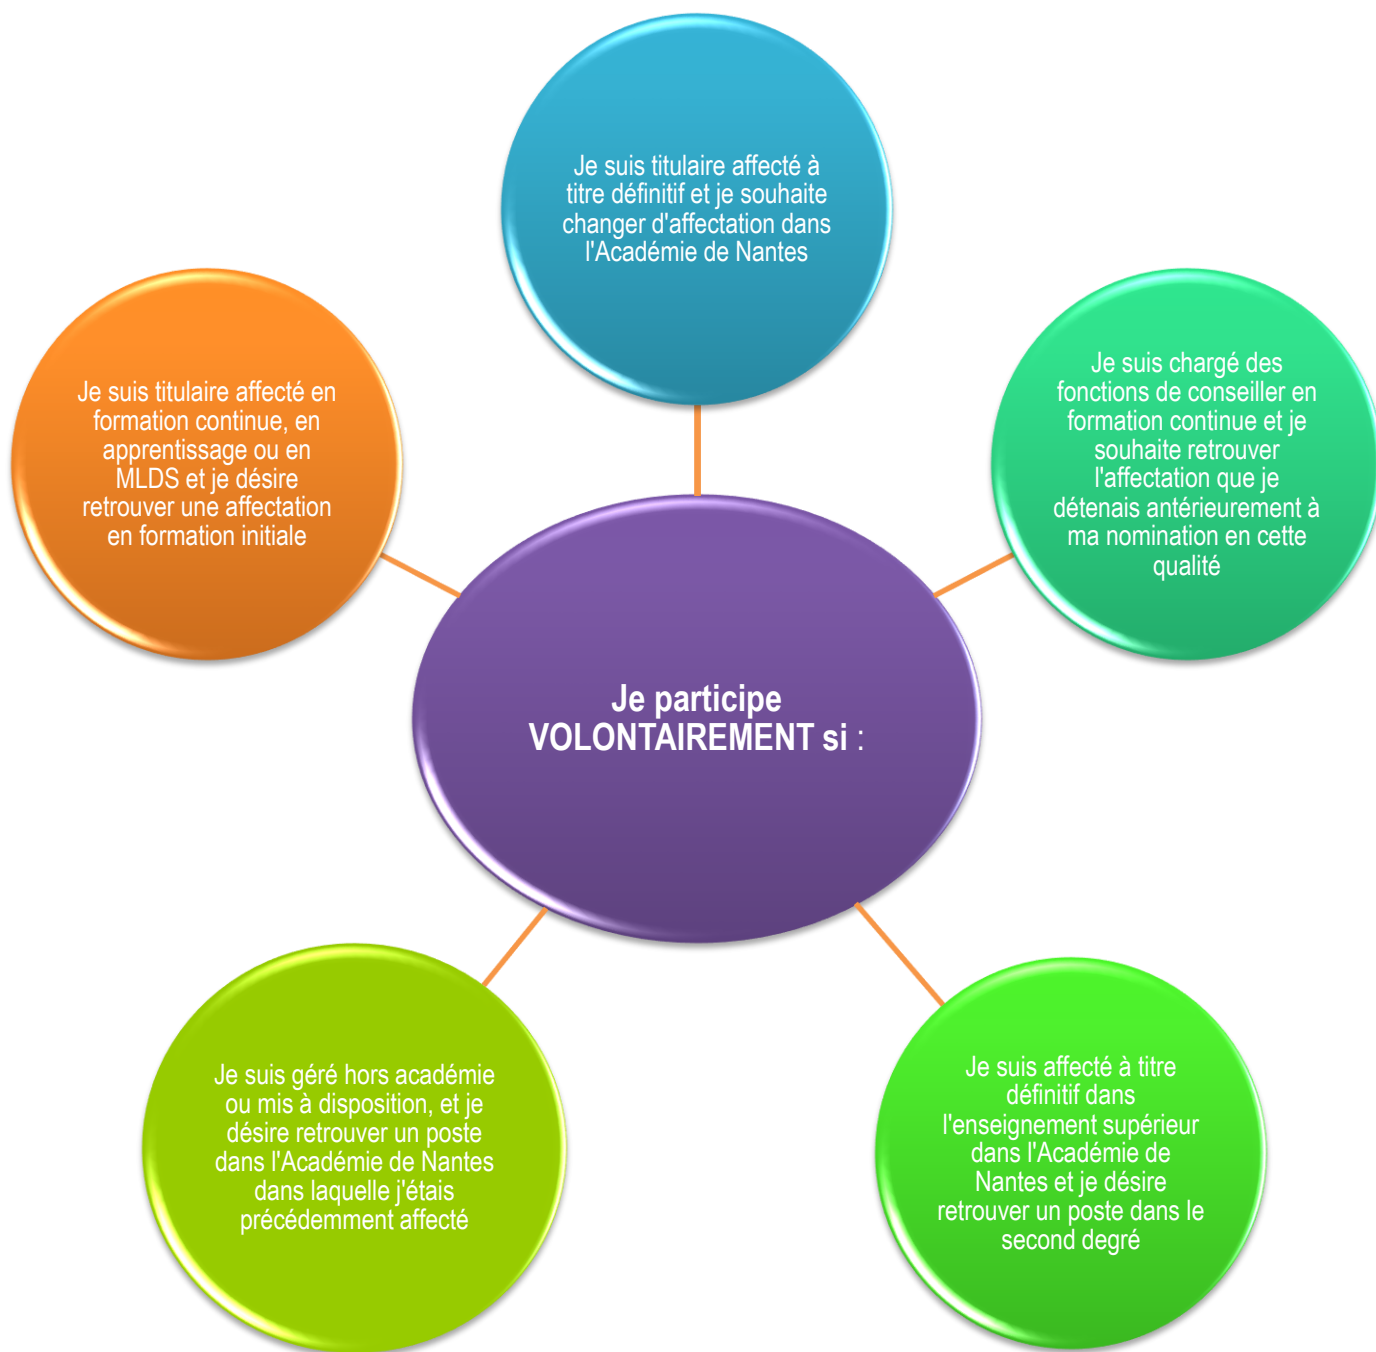 Je suis titulaire affecté à
titre définitif et je souhaite
changer d'affectation dans
l'Académie de Nantes
Je suis titulaire affecté en
formation continue, en
apprentissage ou en
MLDS et je désire
retrouver une affectation
en formation initiale
Je suis chargé des
fonctions de conseiller en
formation continue et je
souhaite retrouver
l'affectation que je
détenais antérieurement à
ma nomination en cette
qualité
Je participe
VOLONTAIREMENT si :
Je suis géré hors académie
ou mis à disposition, et je
désire retrouver un poste
dans l'Académie de Nantes
dans laquelle j'étais
précédemment affecté
Je suis affecté à titre
définitif dans
l'enseignement supérieur
dans l'Académie de
Nantes et je désire
retrouver un poste dans le
second degré